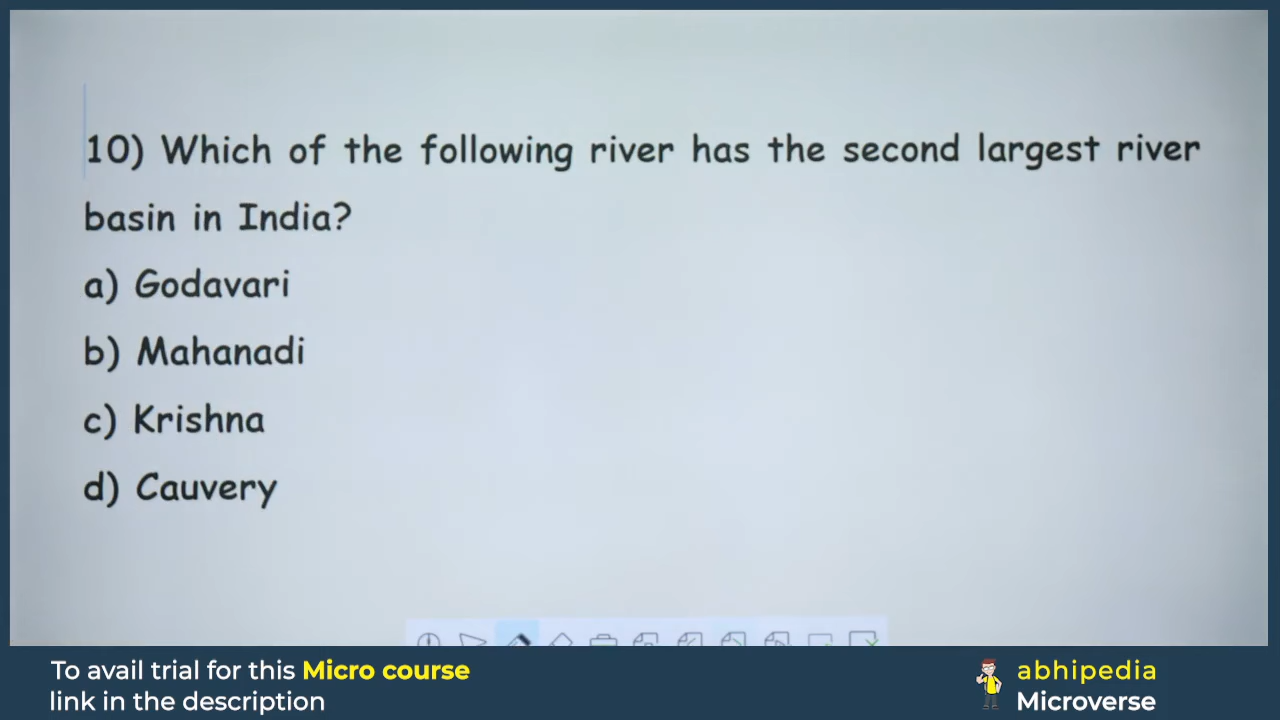 10) Which of the following river has the second largest river
basin in India?
a) Godavari
b) Mahanadi
c) Krishna
d) Cauvery
To avail trial for this Micro course
link in the description
abhipedia
Microverse